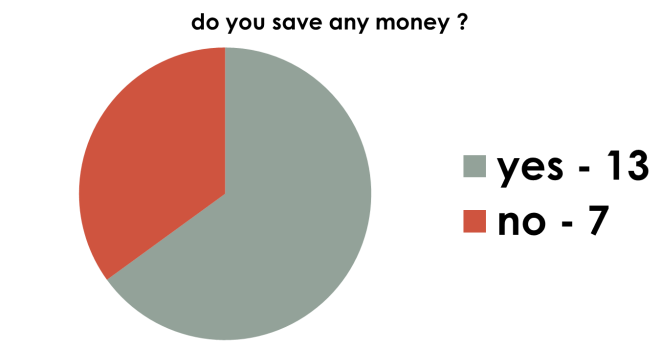 do you save any money ?
yes - 13
no - 7